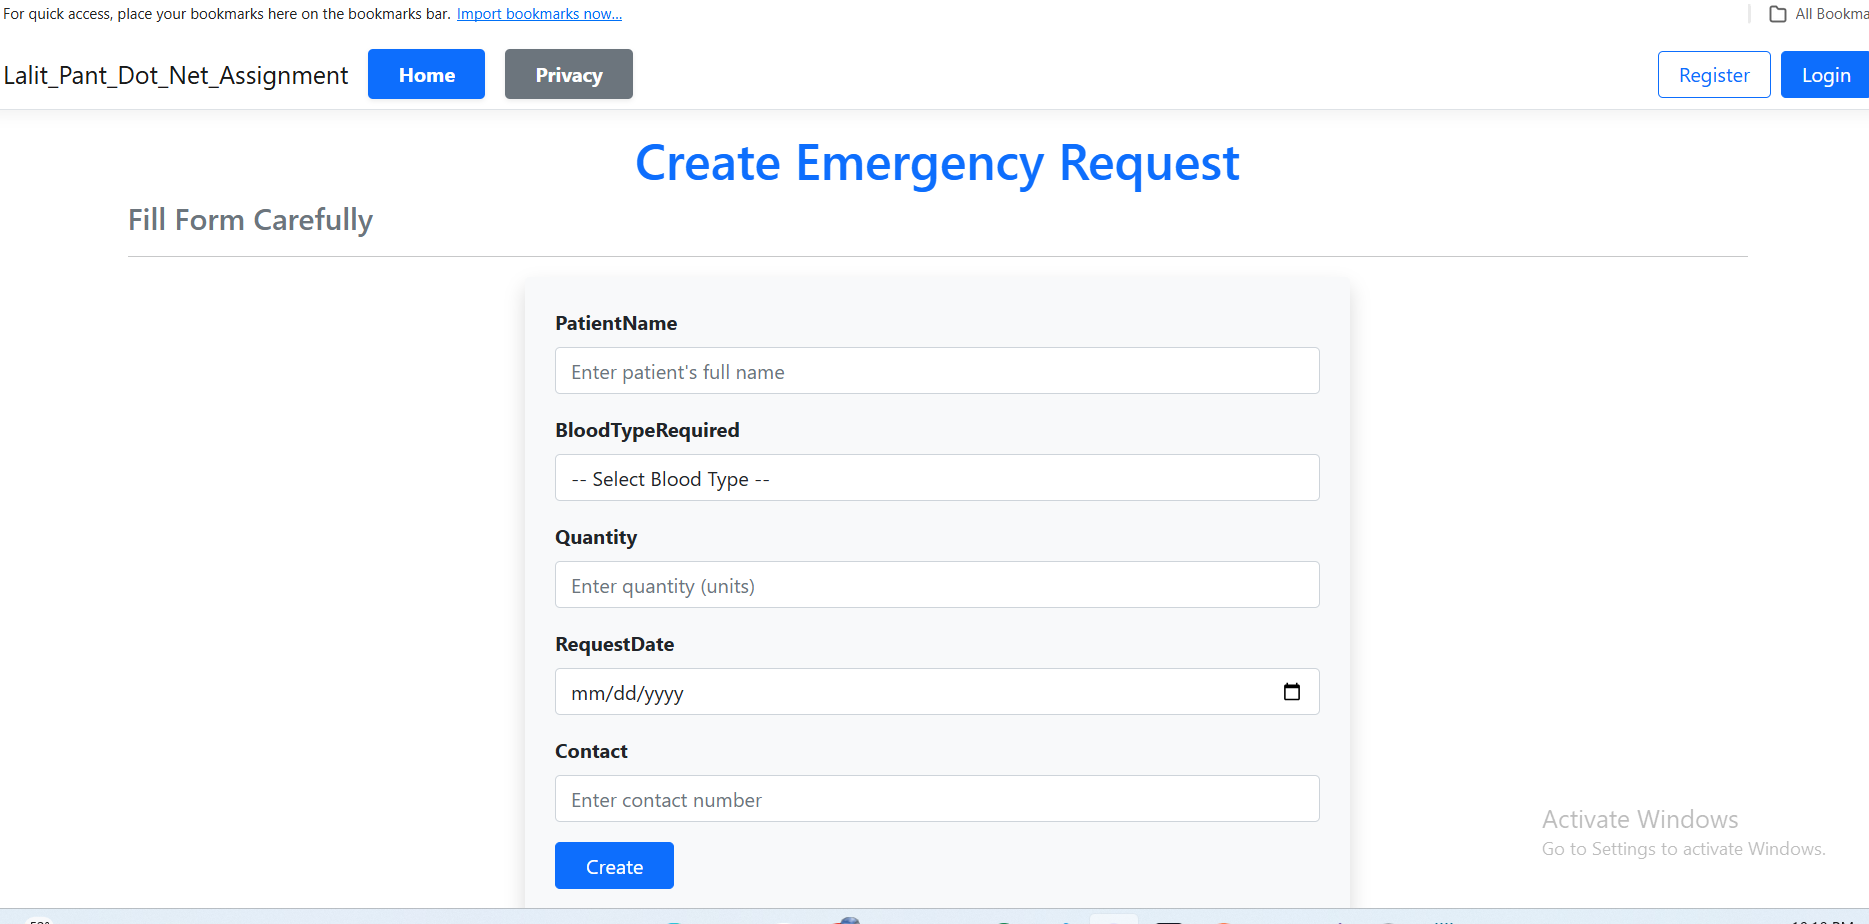 For quick access, place your bookmarks here on the bookmarks bar. Import bookmarks now...
All
Lalit_Pant_Dot_Net_Assignment Home Privacy Register Login
Create Emergency Request
Fill Form Carefully
PatientName
Enter patient's full name
BloodTypeRequired
-- Select Blood Type --
Quantity
Enter quantity (units)
RequestDate
mm/dd/yyyy
Contact
Enter contact number
Create
Activate Windows
Go to Settings to activate Windows.